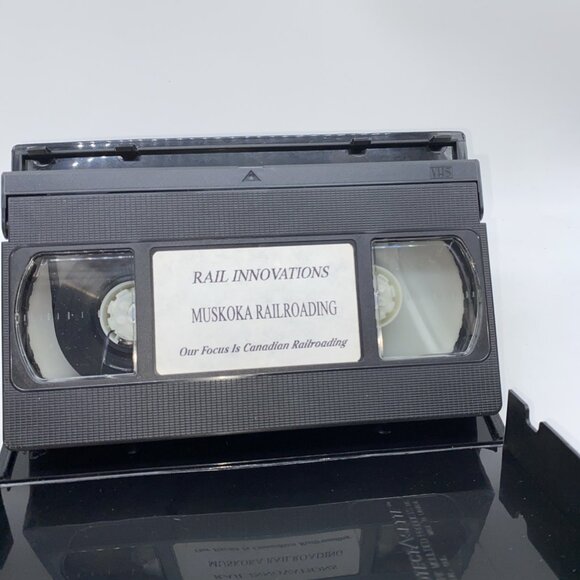 VHS
RAIL INNOVATIONS
MUSKOKA RAILROADING
Our Focus Is Canadian Railroading